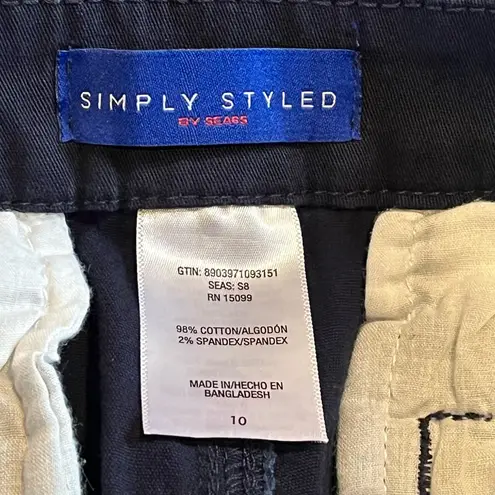 SIMPLY STYLED
BY SEARS
GTIN: 8903971093151
SEAS: S8
RN 15099
98% COTTON/ALGODÓN
2% SPANDEX/SPANDEX
MADE IN/HECHO EN
BANGLADESH
10